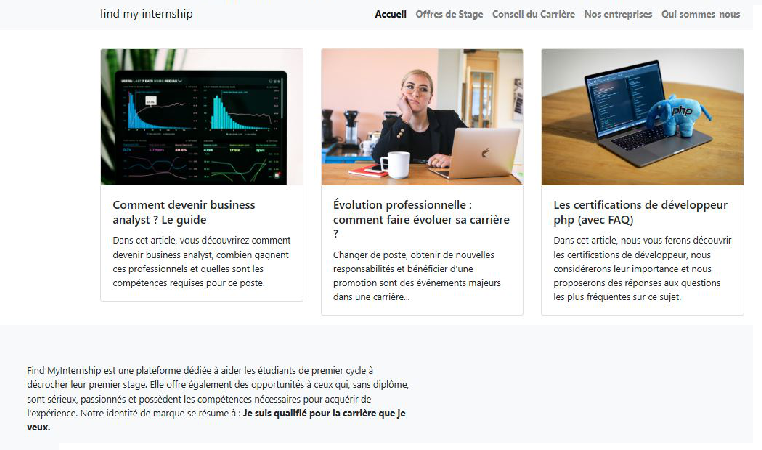 find my internship
Accueil Offres de Stage Conseil du Carrière Nos entreprises Qui sommes-nous
Comment devenir business
analyst ? Le guide
Dans cet article, vous découvrirez comment
devenir business analyst, combien gagnent
ces professionnels et quelles sont les
compétences requises pour ce poste.
Évolution professionnelle :
comment faire évoluer sa carrière
?
Changer de poste, obtenir de nouvelles
responsabilités et bénéficier d'une
promotion sont des événements majeurs
dans une carrière...
php
Les certifications de développeur
php (avec FAQ)
Dans cet article, nous vous ferons découvrir
les certifications de développeur, nous
considérerons leur importance et nous
proposerons des réponses aux questions
les plus fréquentes sur ce sujet.
Find MyInternship est une plateforme dédiée à aider les étudiants de premier cycle à
décrocher leur premier stage. Elle offre également des opportunités à ceux qui, sans diplôme,
sont sérieux, passionnés et possèdent les compétences nécessaires pour acquérir de
l'expérience. Notre identité de marque se résume à : Je suis qualifié pour la carrière que je
veux.